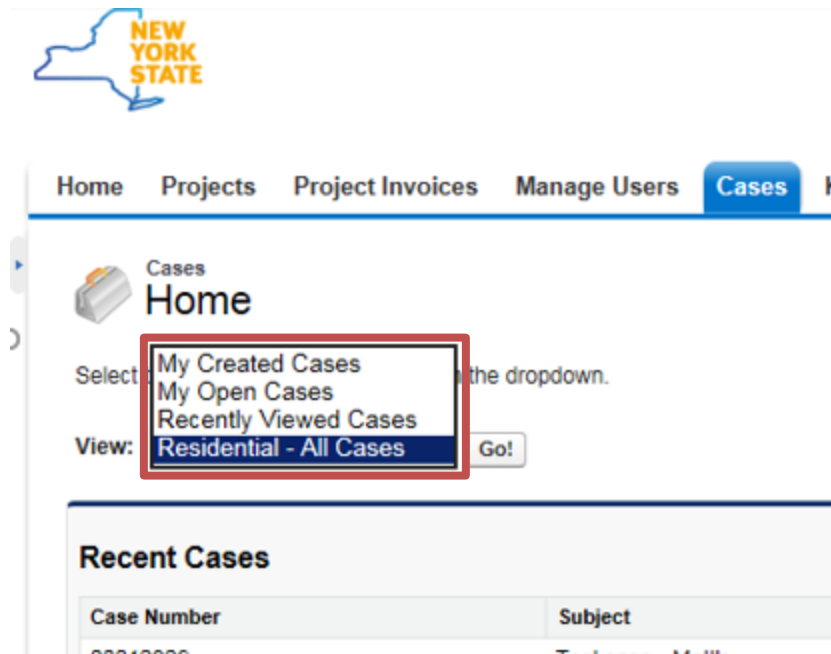 NEW
YORK
STATE
Home Projects Project Invoices Manage Users Cases
Cases
Home
My Created Cases
Select the dropdown.
My Open Cases
Recently Viewed Cases
View: Residential - All Cases Go!
Recent Cases
Case Number Subject